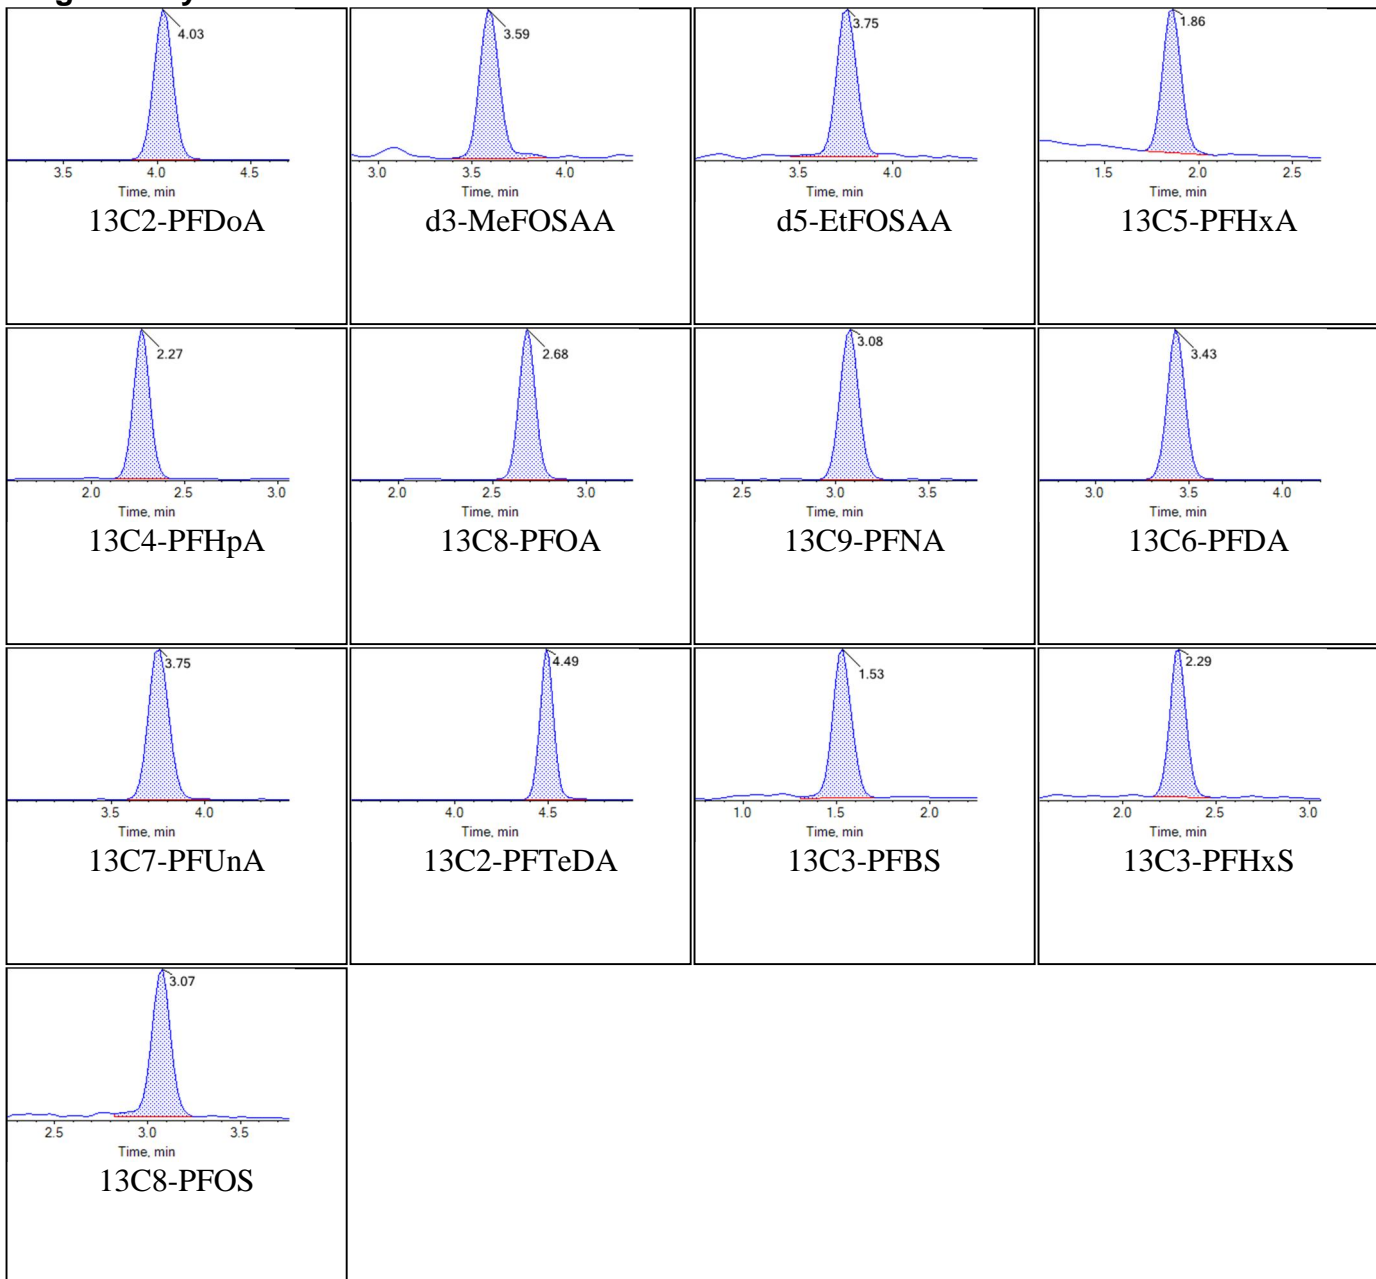 4.03
3.5 4.0 4.5
Time, min
13C2-PFDoA
3.59
3.0 3.5 4.0
Time, min
d3-MeFOSAA
3.75
3.5 4.0
Time, min
d5-EtFOSAA
1.86
1.5 2.0 2.5
Time, min
13C5-PFHxA
2.27
2.0 2.5 3.0
Time, min
13C4-PFHpA
2.68
2.0 2.5 3.0
Time, min
13C8-PFOA
3.08
2.5 3.0 3.5
Time, min
13C9-PFNA
3.43
3.0 3.5 4.0
Time, min
13C6-PFDA
3.75
3.5 4.0
Time, min
13C7-PFUnA
4.49
4.0 4.5
Time, min
13C2-PFTeDA
1.53
1.0 1.5 2.0
Time, min
13C3-PFBS
2.29
2.0 2.5 3.0
Time, min
13C3-PFHxS
3.07
2.5 3.0 3.5
Time, min
13C8-PFOS